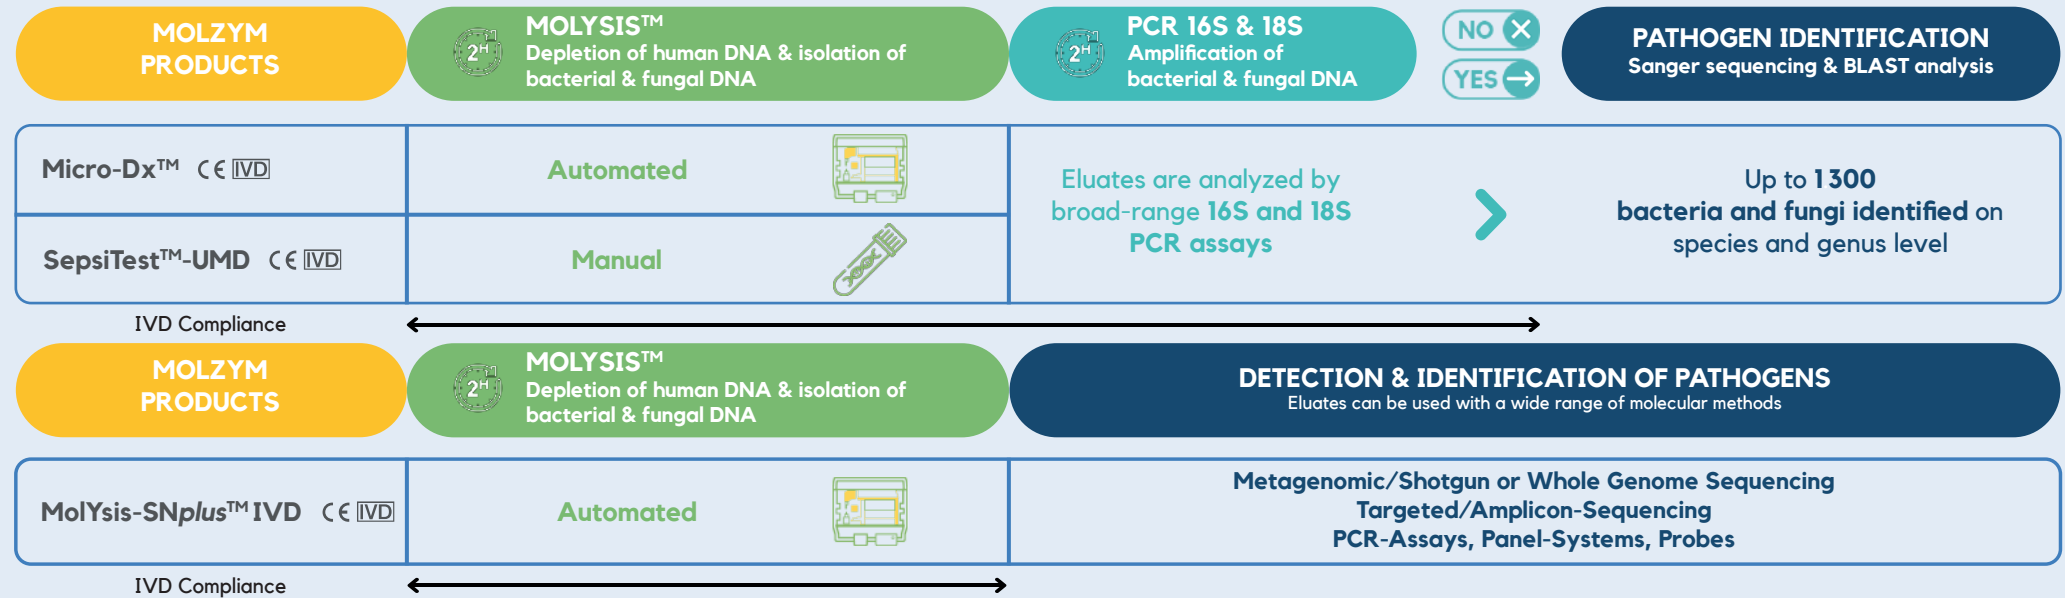 MOLZYM
PRODUCTS
2H
MOLYSIS™
Depletion of human DNA & isolation of
bacterial & fungal DNA
2H
PCR 16S & 18S
Amplification of
bacterial & fungal DNA
NO
YES
PATHOGEN IDENTIFICATION
Sanger sequencing & BLAST analysis
Micro-Dx™ CE IVD
Automated
SepsiTest™-UMD CE IVD
Manual
Eluates are analyzed by
broad-range 16S and 18S
PCR assays
Up to 1 300
bacteria and fungi identified on
species and genus level
IVD Compliance
MOLZYM
PRODUCTS
2H
MOLYSIS™
Depletion of human DNA & isolation of
bacterial & fungal DNA
DETECTION & IDENTIFICATION OF PATHOGENS
Eluates can be used with a wide range of molecular methods
MolYsis-SNplus™ IVD CE IVD
Automated
Metagenomic/Shotgun or Whole Genome Sequencing
Targeted/Amplicon-Sequencing
PCR-Assays, Panel-Systems, Probes
IVD Compliance